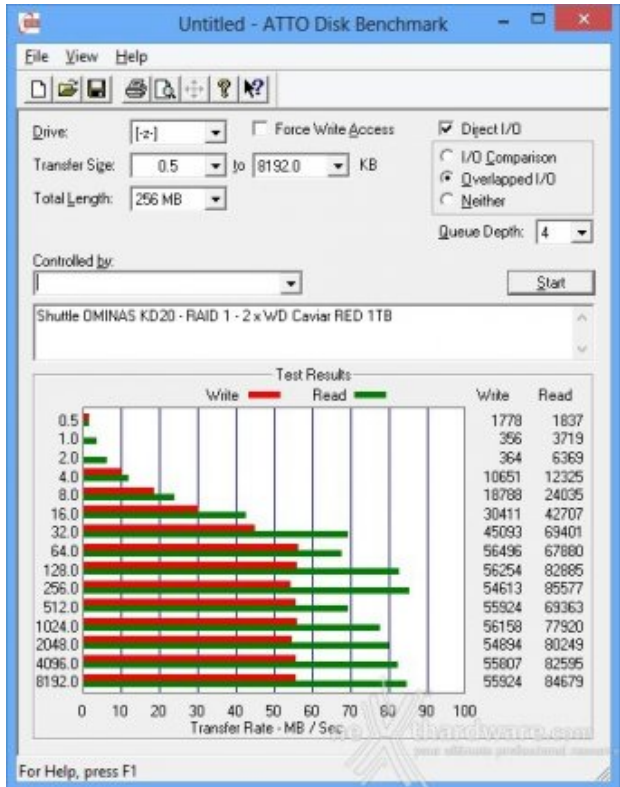 Untitled - ATTO Disk Benchmark
File View Help
Drive: [-z-] Force Write Access Direct I/O
Transfer Size: 0.5 to 8192.0 KB I/O Comparison
Overlapped I/O
Total Length: 256 MB Neither
Queue Depth: 4
Controlled by:
Start
Shuttle OMINAS KD20 - RAID 1 - 2 x WD Caviar RED 1TB
Test Results
Write Read Write Read
0.5 1778 1837
1.0 356 3719
2.0 364 6369
4.0 10651 12325
8.0 18788 24035
16.0 30411 42707
32.0 45093 69401
64.0 56496 67880
128.0 56254 82885
256.0 54613 85577
512.0 55924 69363
1024.0 56158 77920
2048.0 54894 80249
4096.0 55807 82595
8192.0 55924 84679
0 10 20 30 40 50 60 70 80 90 100
Transfer Rate - MB / Sec
For Help, press F1